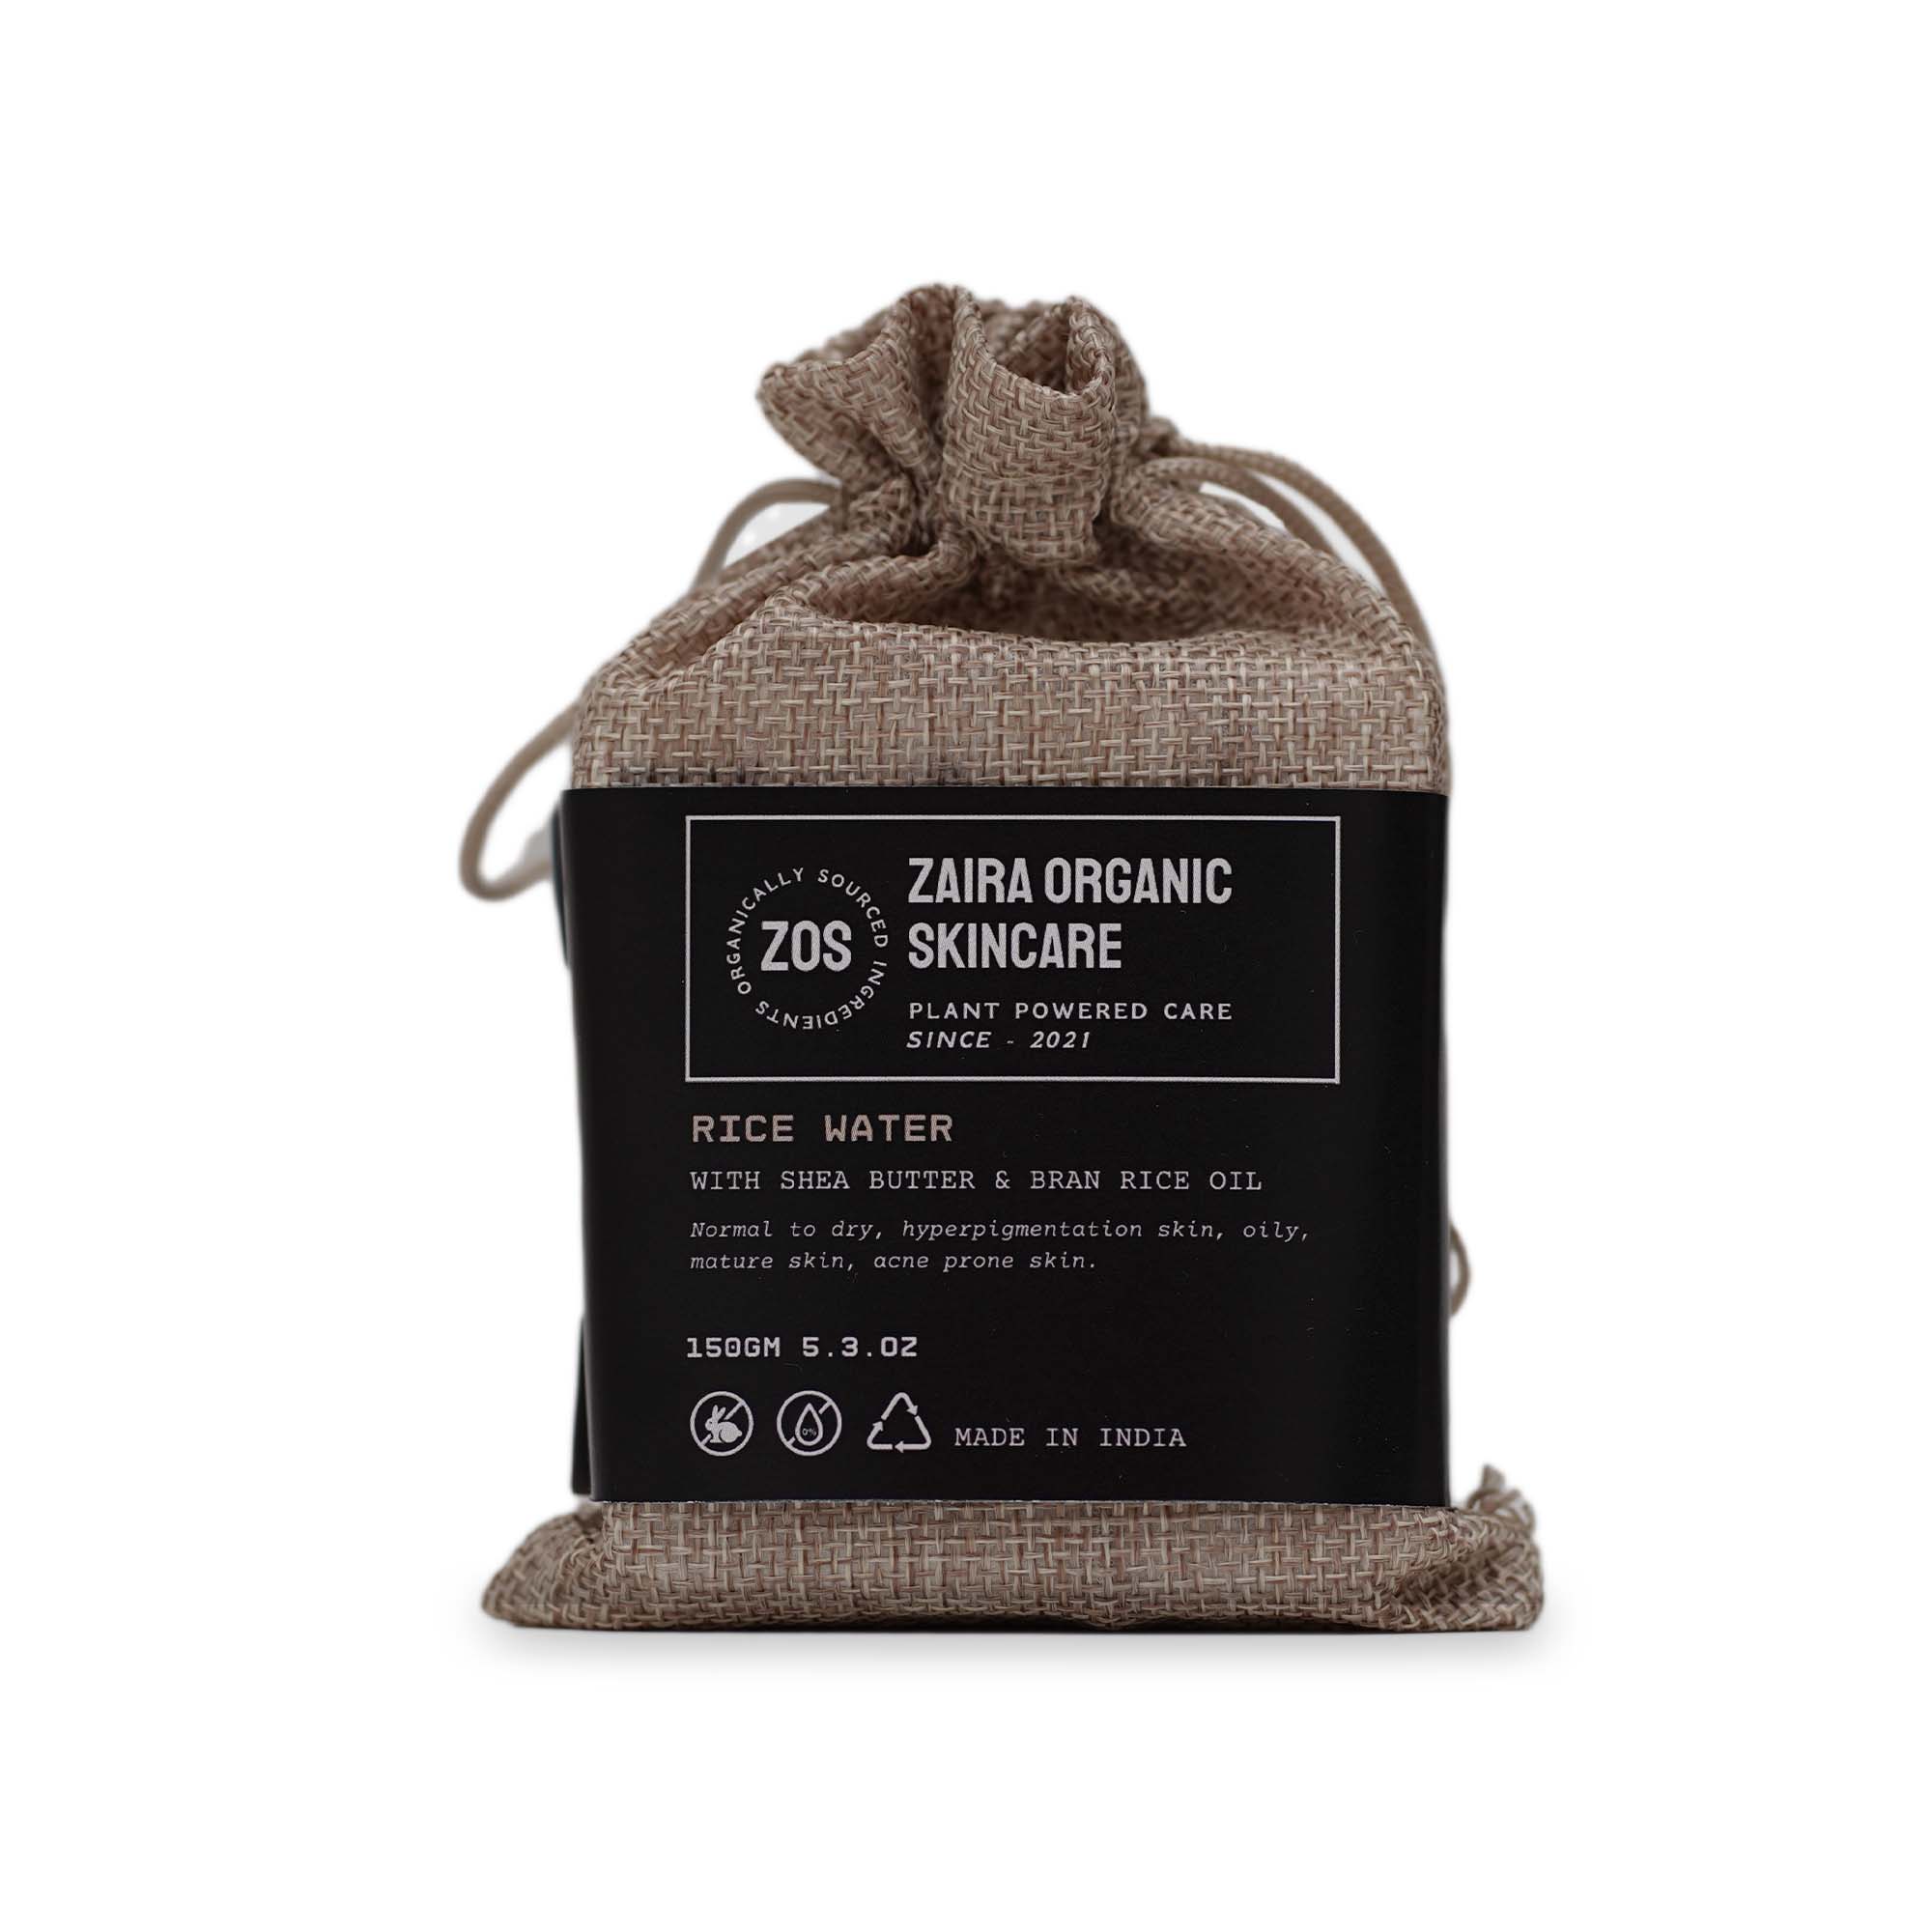 ORGANICALLY SOURCED INGREDIENTS
ZOS
ZAIRA ORGANIC
SKINCARE
PLANT POWERED CARE
SINCE - 2021
RICE WATER
WITH SHEA BUTTER & BRAN RICE OIL
Normal to dry, hyperpigmentation skin, oily,
mature skin, acne prone skin.
150GM 5.3.OZ
0%
MADE IN INDIA